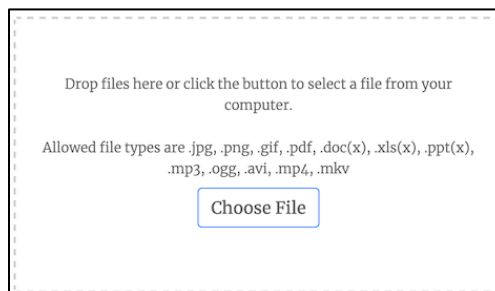 Drop files here or click the button to select a file from your
computer.
Allowed file types are .jpg, .png, .gif, .pdf, .doc(x), .xls(x), .ppt(x),
.mp3, .ogg, .avi, .mp4, .mkv
Choose File